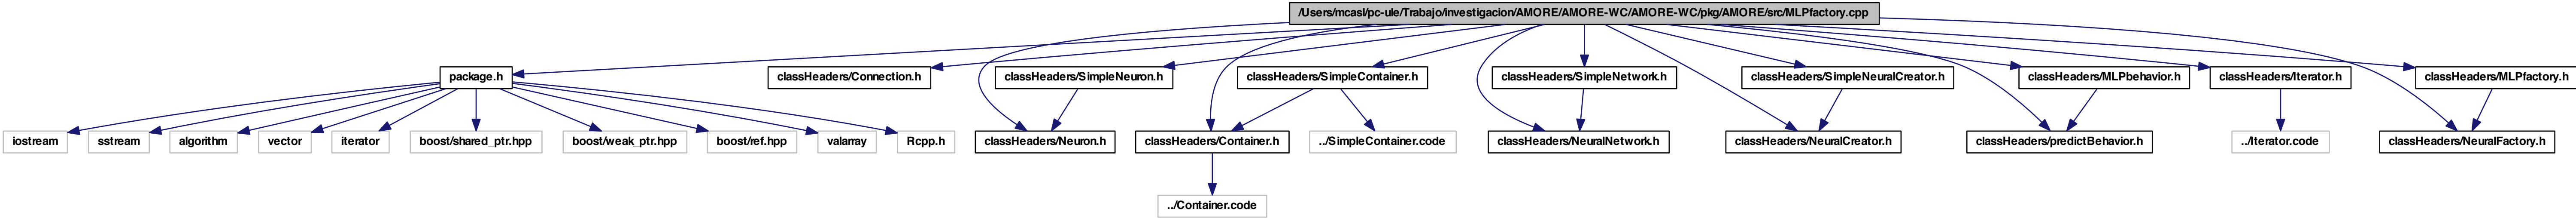 /Users/mcasl/pc-ule/Trabajo/investigacion/AMORE/AMORE-WC/AMORE-WC/pkg/AMORE/src/MLPfactory.cpp
package.h
classHeaders/Connection.h
classHeaders/SimpleNeuron.h
classHeaders/SimpleContainer.h
classHeaders/SimpleNetwork.h
classHeaders/SimpleNeuralCreator.h
classHeaders/MLPbehavior.h
classHeaders/Iterator.h
classHeaders/MLPfactory.h
iostream
sstream
algorithm
vector
iterator
boost/shared_ptr.hpp
boost/weak_ptr.hpp
boost/ref.hpp
valarray
Rcpp.h
classHeaders/Neuron.h
classHeaders/Container.h
../SimpleContainer.code
classHeaders/NeuralNetwork.h
classHeaders/NeuralCreator.h
classHeaders/predictBehavior.h
../Iterator.code
classHeaders/NeuralFactory.h
../Container.code